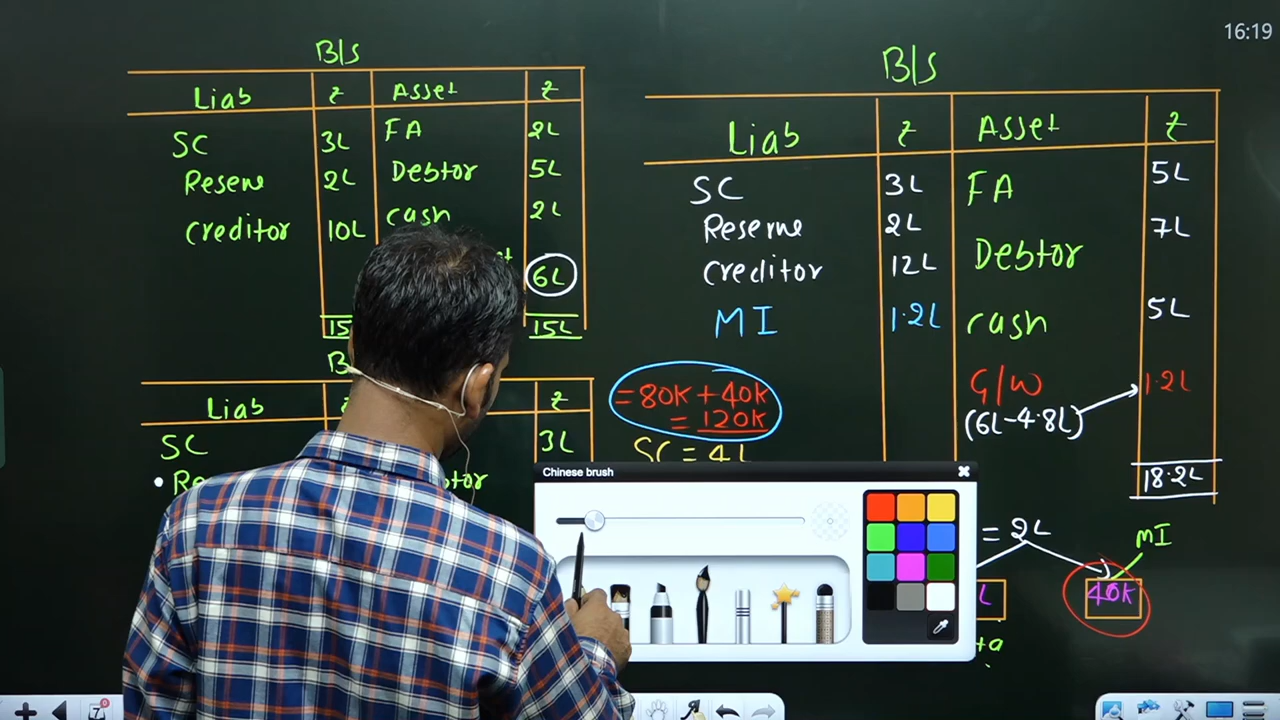 16:19
B/S
Liab ₹ Asset ₹
SC 3L FA 2L
Reserve 2L Debtor 5L
creditor 10L cash 2L
6L
15 15L
B
Liab ₹
SC 3L
B/S
Liab ₹ Asset ₹
SC 3L FA 5L
Reserve 2L Debtor 7L
creditor 12L cash 5L
MI 1.2L G/W 1.2L
(6L-4.8L)
18.2L
= 80K + 40K
= 120K
SC = 4L
Chinese brush
= 2L
MI
L 40K
7